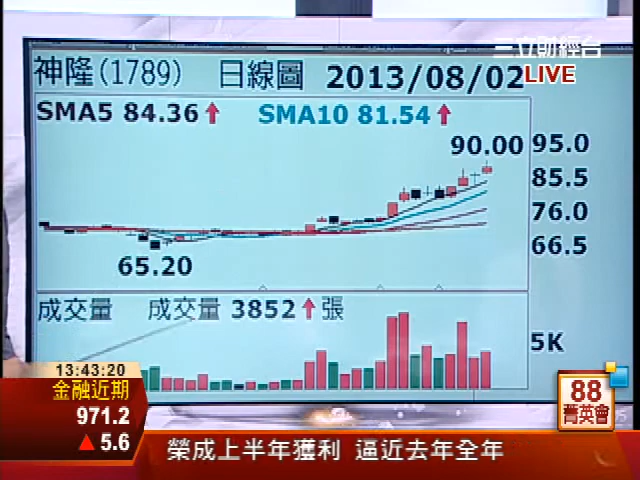 三立財經台
LIVE
神隆(1789) 日線圖 2013/08/02
SMA5 84.36↑ SMA10 81.54↑
90.00
95.0
85.5
76.0
66.5
65.20
成交量 成交量 3852↑張
5K
13:43:20
金融近期
971.2
▲5.6
88
菁英會
榮成上半年獲利 逼近去年全年